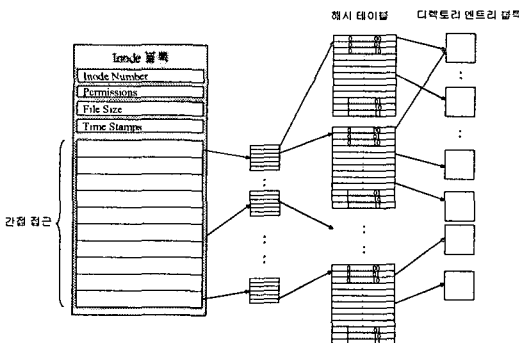 해시 테이블
디렉토리 엔트리 블록
Inode 블록
Inode Number
Permissions
File Size
Time Stamps
간접 접근